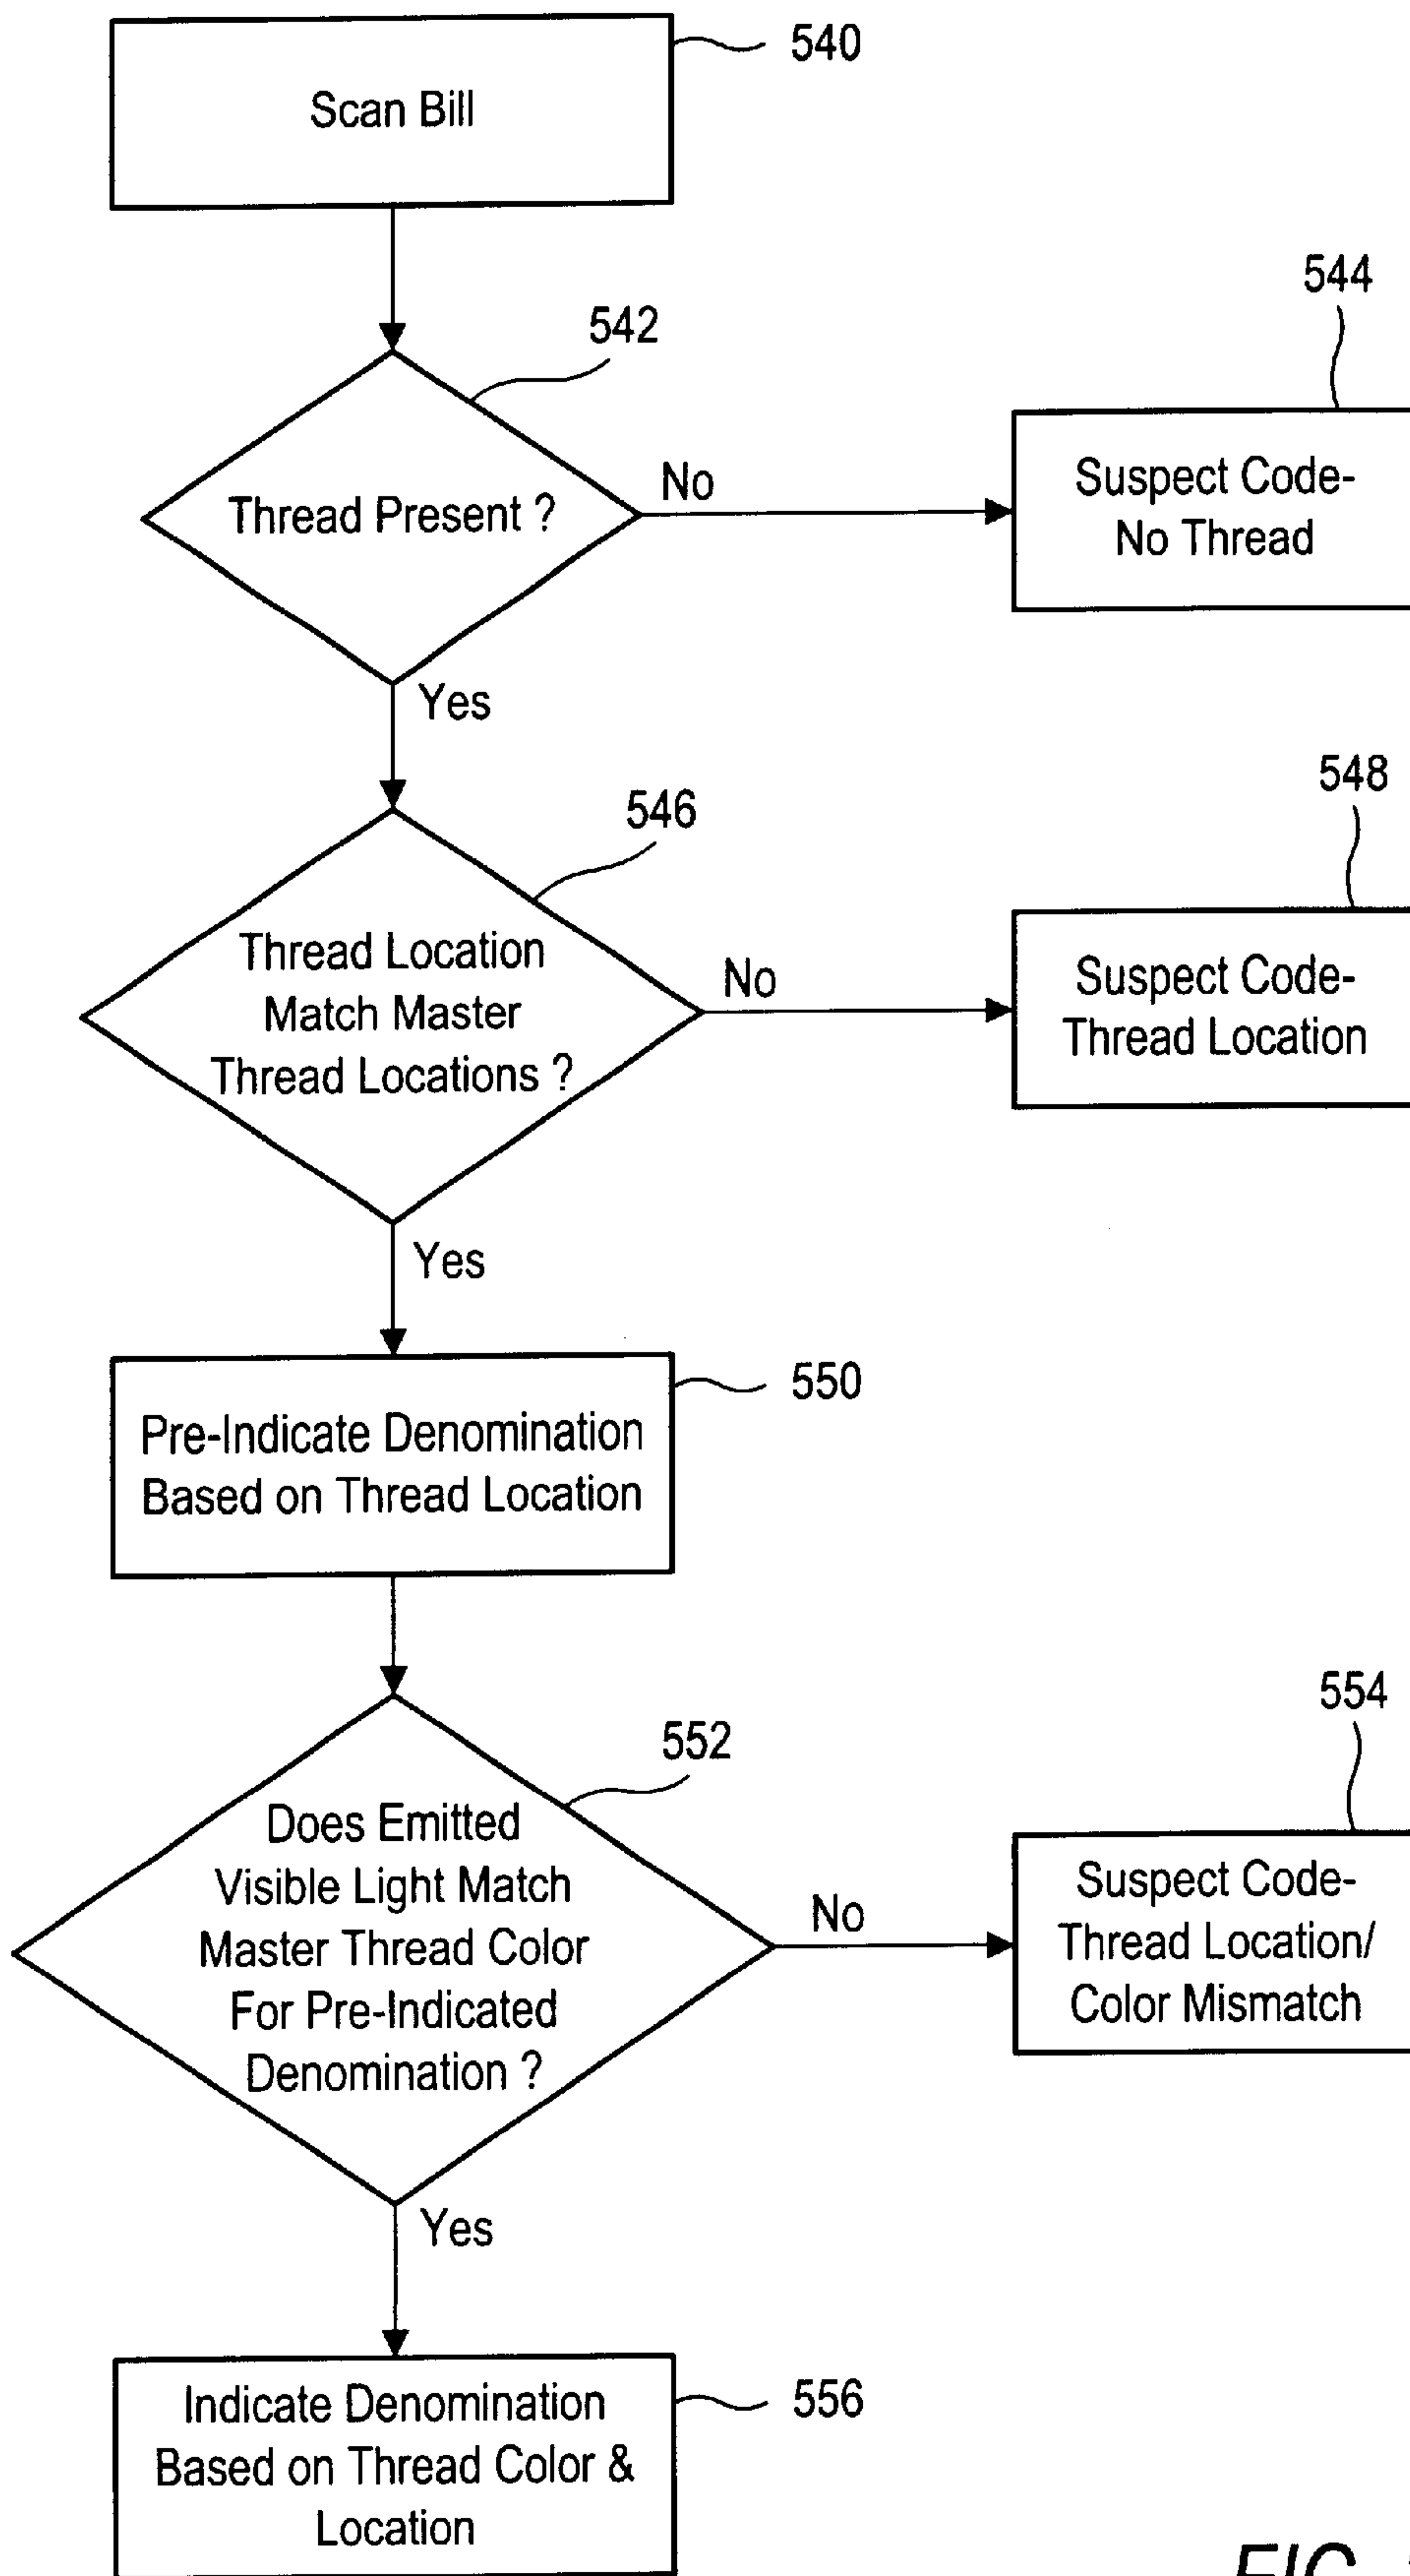 540
Scan Bill
542
544
Thread Present ?
No
Suspect Code-
No Thread
Yes
546
548
Thread Location
Match Master
Thread Locations ?
No
Suspect Code-
Thread Location
Yes
550
Pre-Indicate Denomination
Based on Thread Location
552
554
Does Emitted
Visible Light Match
Master Thread Color
For Pre-Indicated
Denomination ?
No
Suspect Code-
Thread Location/
Color Mismatch
Yes
556
Indicate Denomination
Based on Thread Color &
Location
FIG.